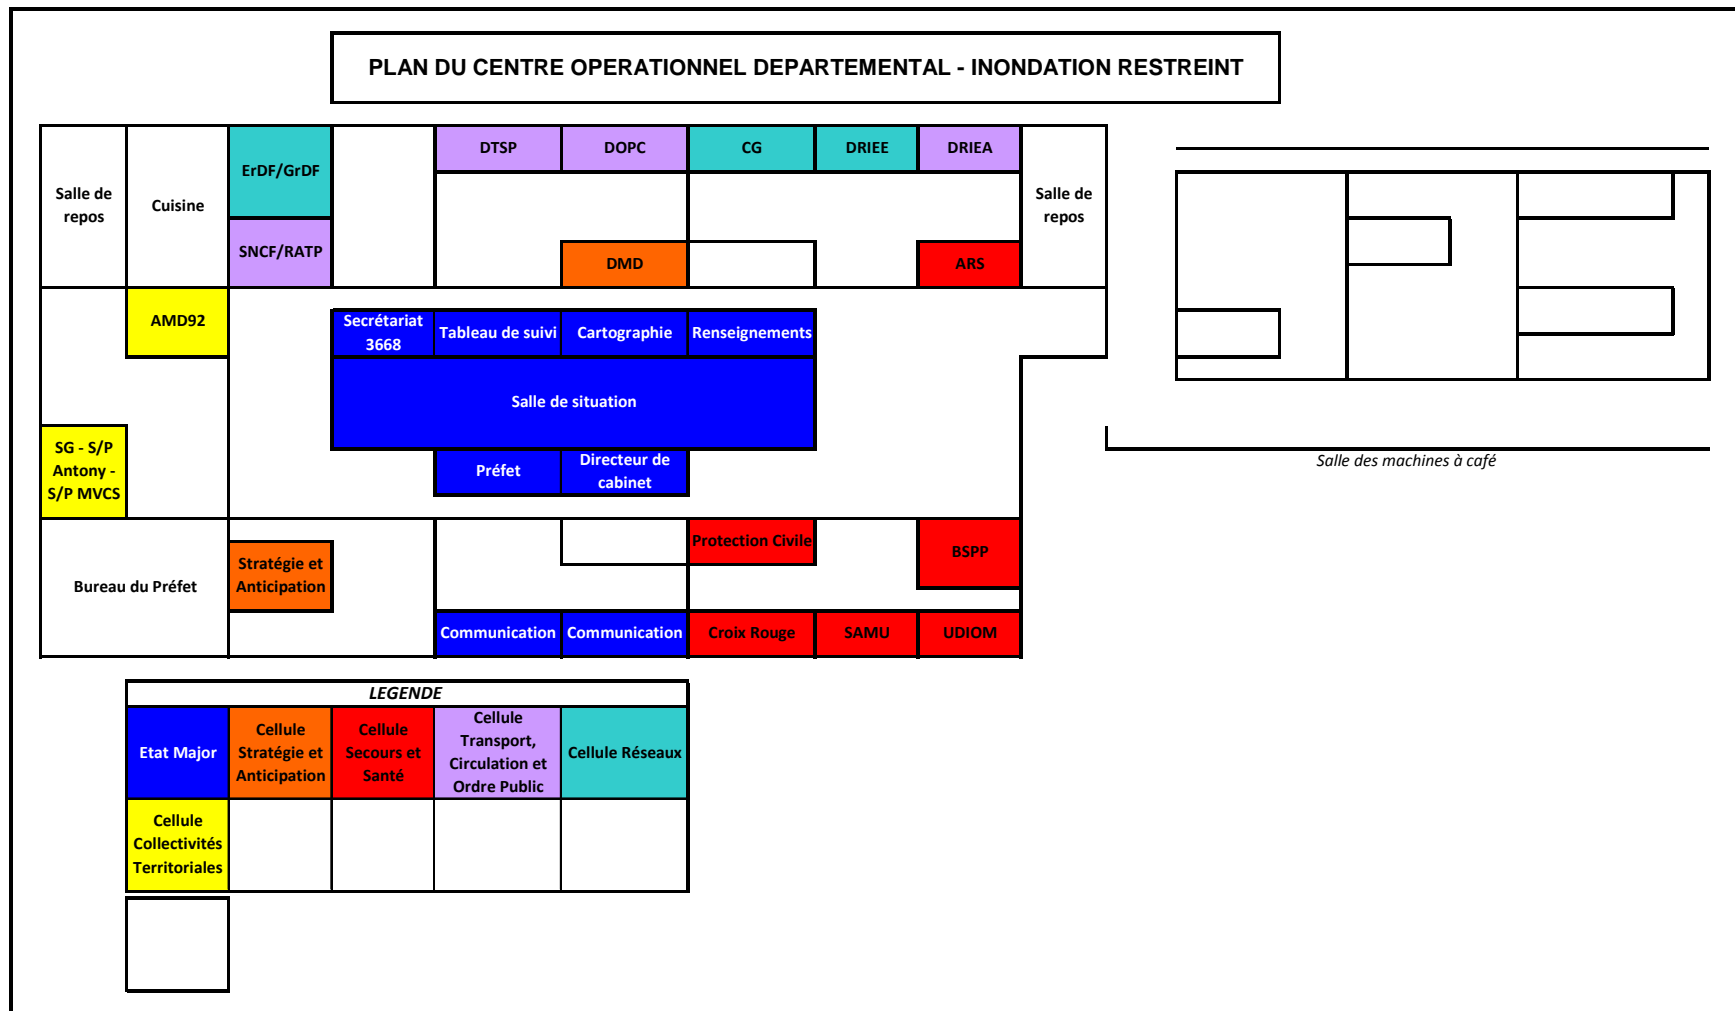 PLAN DU CENTRE OPERATIONNEL DEPARTEMENTAL - INONDATION RESTREINT
Salle de
repos
Cuisine
ErDF/GrDF
SNCF/RATP
DTSP
DOPC
CG
DRIEE
DRIEA
Salle de
repos
DMD
ARS
AMD92
Secrétariat
3668
Tableau de suivi
Cartographie
Renseignements
Salle de situation
SG - S/P
Antony -
S/P MVCS
Préfet
Directeur de
cabinet
Salle des machines à café
Bureau du Préfet
Stratégie et
Anticipation
Protection Civile
BSPP
Communication
Communication
Croix Rouge
SAMU
UDIOM
LEGENDE
Etat Major
Cellule
Stratégie et
Anticipation
Cellule
Secours et
Santé
Cellule
Transport,
Circulation et
Ordre Public
Cellule Réseaux
Cellule
Collectivités
Territoriales